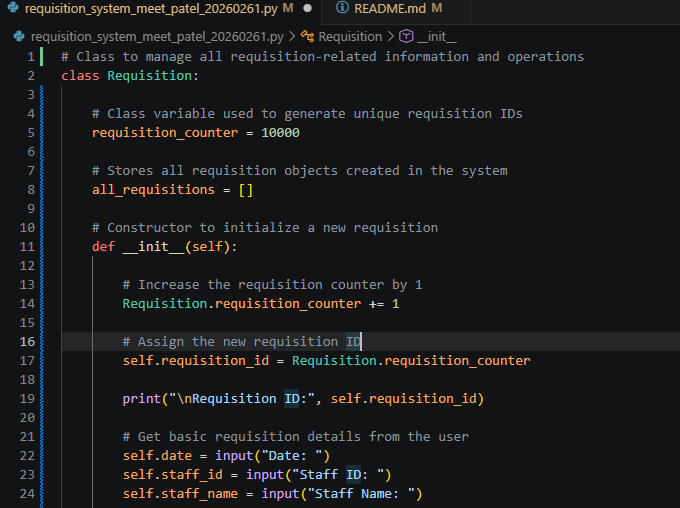 requisition_system_meet_patel_20260261.py M ● README.md M
requisition_system_meet_patel_20260261.py > Requisition > __init__
1 # Class to manage all requisition-related information and operations
2 class Requisition:
3
4 # Class variable used to generate unique requisition IDs
5 requisition_counter = 10000
6
7 # Stores all requisition objects created in the system
8 all_requisitions = []
9
10 # Constructor to initialize a new requisition
11 def __init__(self):
12
13 # Increase the requisition counter by 1
14 Requisition.requisition_counter += 1
15
16 # Assign the new requisition ID
17 self.requisition_id = Requisition.requisition_counter
18
19 print("\nRequisition ID:", self.requisition_id)
20
21 # Get basic requisition details from the user
22 self.date = input("Date: ")
23 self.staff_id = input("Staff ID: ")
24 self.staff_name = input("Staff Name: ")